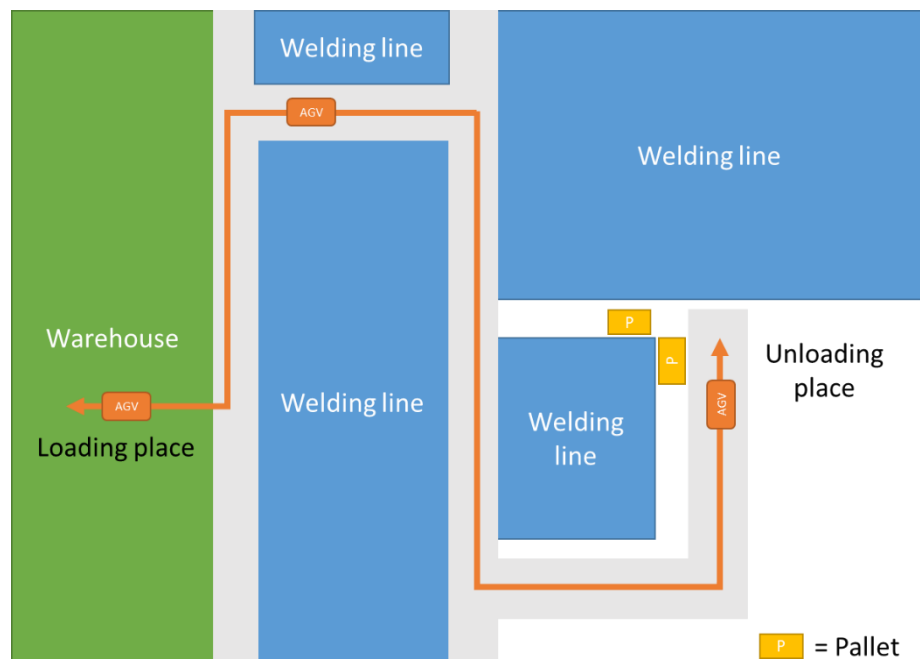 Welding line
AGV
Welding line
Warehouse
P
P
Unloading
place
AGV
AGV
Welding line
Welding
line
Loading place
P = Pallet